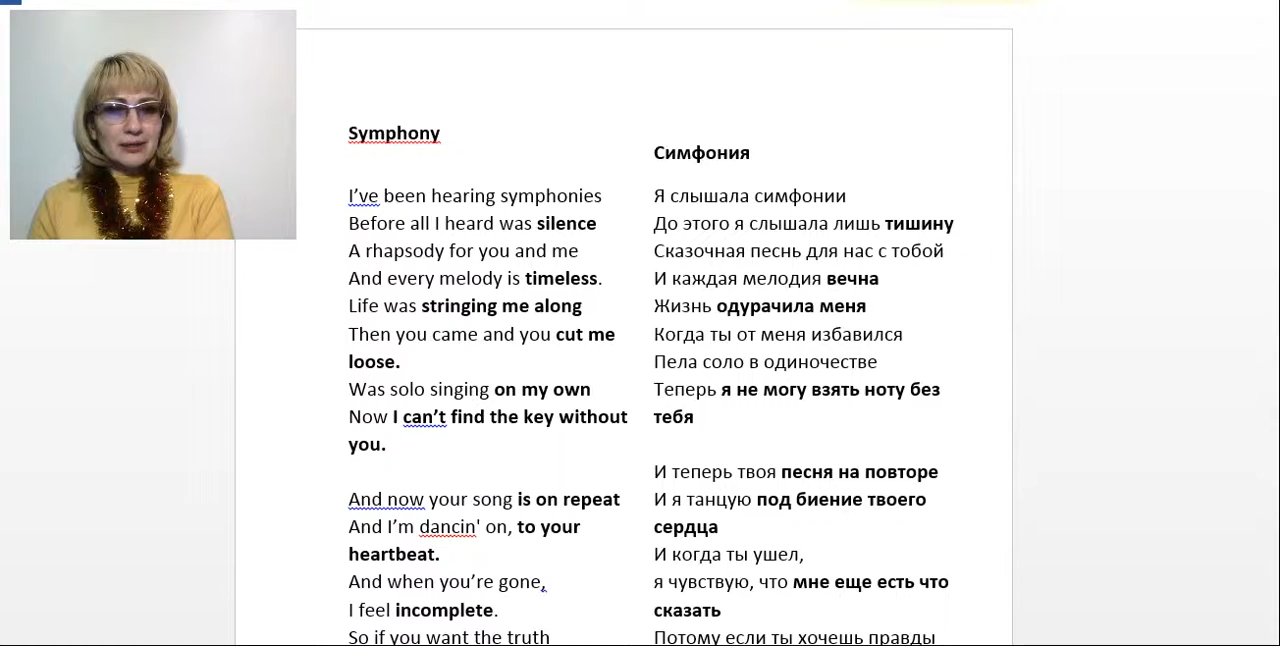 Symphony
I’ve been hearing symphonies
Before all I heard was silence
A rhapsody for you and me
And every melody is timeless.
Life was stringing me along
Then you came and you cut me
loose.
Was solo singing on my own
Now I can’t find the key without
you.
And now your song is on repeat
And I’m dancin' on, to your
heartbeat.
And when you’re gone,
I feel incomplete.
So if you want the truth
Симфония
Я слышала симфонии
До этого я слышала лишь тишину
Сказочная песнь для нас с тобой
И каждая мелодия вечна
Жизнь одурачила меня
Когда ты от меня избавился
Пела соло в одиночестве
Теперь я не могу взять ноту без
тебя
И теперь твоя песня на повторе
И я танцую под биение твоего
сердца
И когда ты ушел,
я чувствую, что мне еще есть что
сказать
Потому если ты хочешь правды